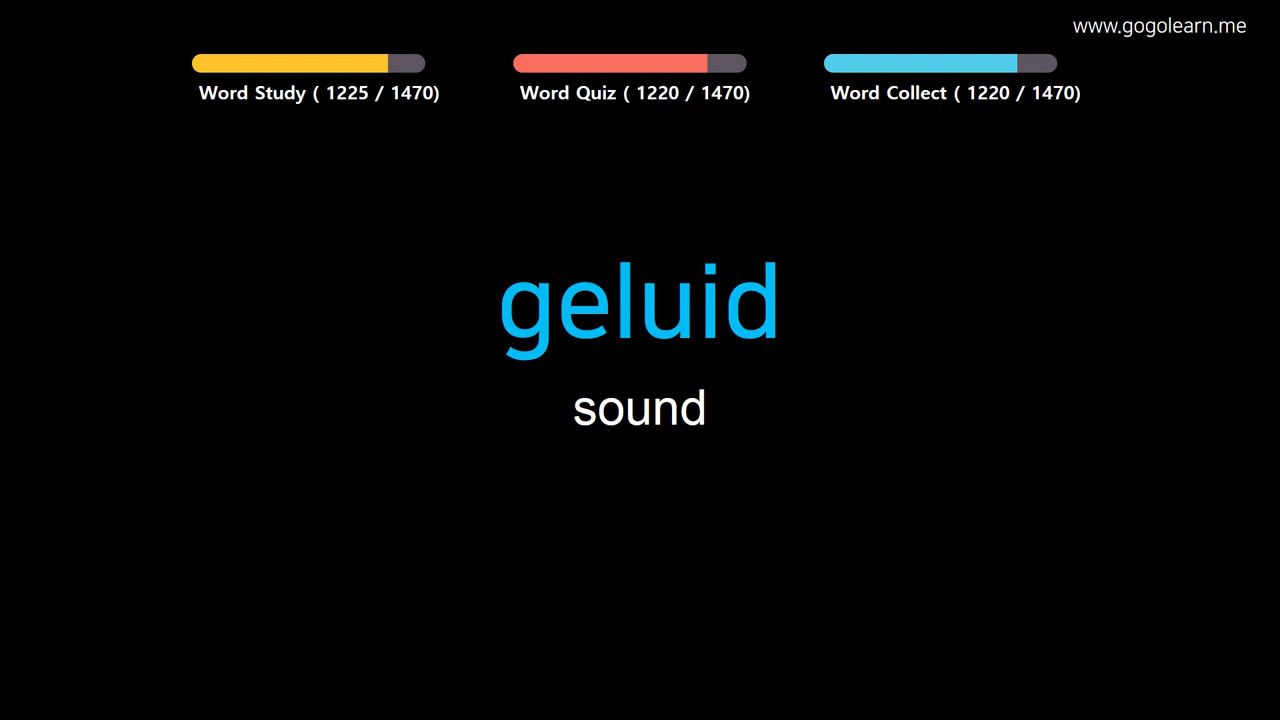 www.gogolearn.me
Word Study ( 1225 / 1470)
Word Quiz ( 1220 / 1470)
Word Collect ( 1220 / 1470)
geluid
sound